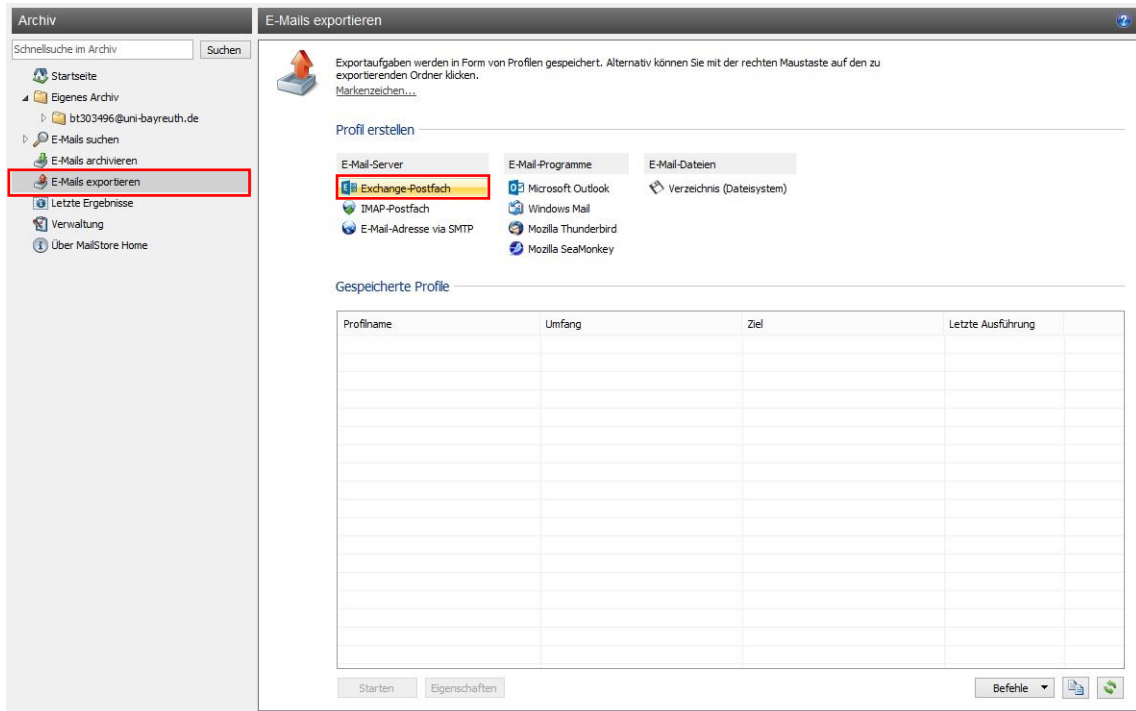 Archiv
E-Mails exportieren
Schnellsuche im Archiv
Suchen
Startseite
Eigenes Archiv
bt303496@uni-bayreuth.de
E-Mails suchen
E-Mails archivieren
E-Mails exportieren
Letzte Ergebnisse
Verwaltung
Über MailStore Home
Exportaufgaben werden in Form von Profilen gespeichert. Alternativ können Sie mit der rechten Maustaste auf den zu
exportierenden Ordner klicken.
Markenzeichen...
Profil erstellen
E-Mail-Server
Exchange-Postfach
IMAP-Postfach
E-Mail-Adresse via SMTP
E-Mail-Programme
Microsoft Outlook
Windows Mail
Mozilla Thunderbird
Mozilla SeaMonkey
E-Mail-Dateien
Verzeichnis (Dateisystem)
Gespeicherte Profile
Profilname Umfang Ziel Letzte Ausführung
Starten
Eigenschaften
Befehle